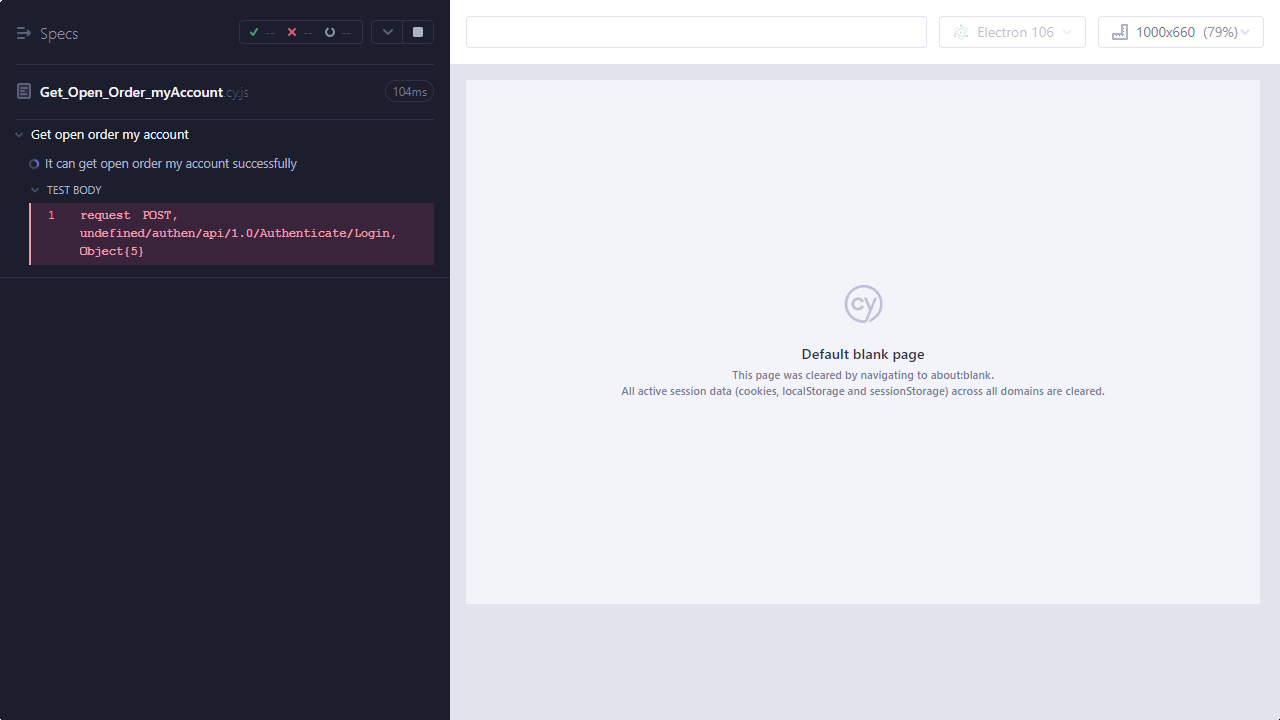 Specs
--
--
--
Get_Open_Order_myAccount.cy.js
104ms
Get open order my account
It can get open order my account successfully
TEST BODY
1 request POST,
undefined/authen/api/1.0/Authenticate/Login,
Object{5}
Electron 106
1000x660 (79%)
cy
Default blank page
This page was cleared by navigating to about:blank.
All active session data (cookies, localStorage and sessionStorage) across all domains are cleared.